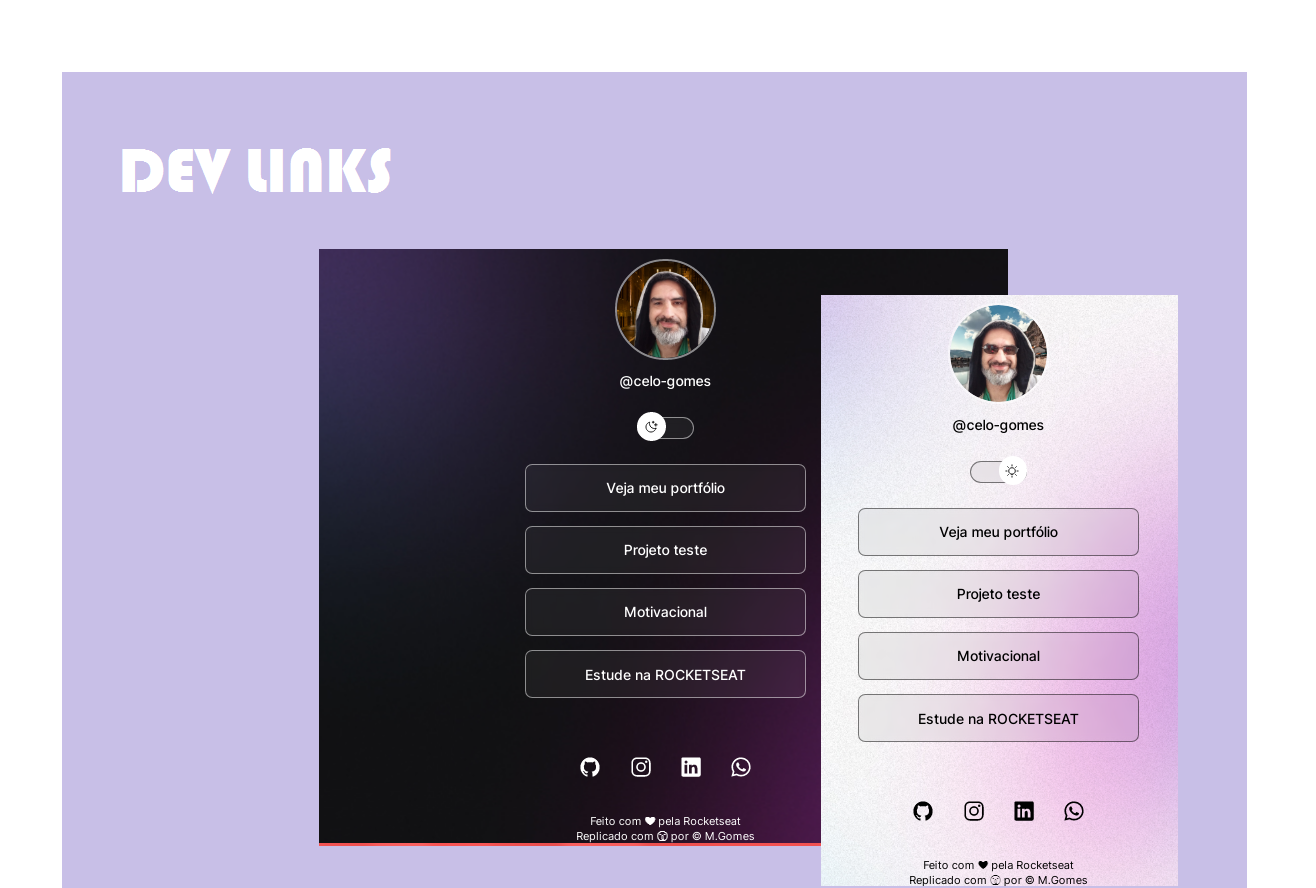 DEV LINKS
@celo-gomes
Veja meu portfólio
Projeto teste
Motivacional
Estude na ROCKETSEAT
Feito com ♥ pela Rocketseat
Replicado com 😲 por © M.Gomes
@celo-gomes
Veja meu portfólio
Projeto teste
Motivacional
Estude na ROCKETSEAT
Feito com ♥ pela Rocketseat
Replicado com 😲 por © M.Gomes